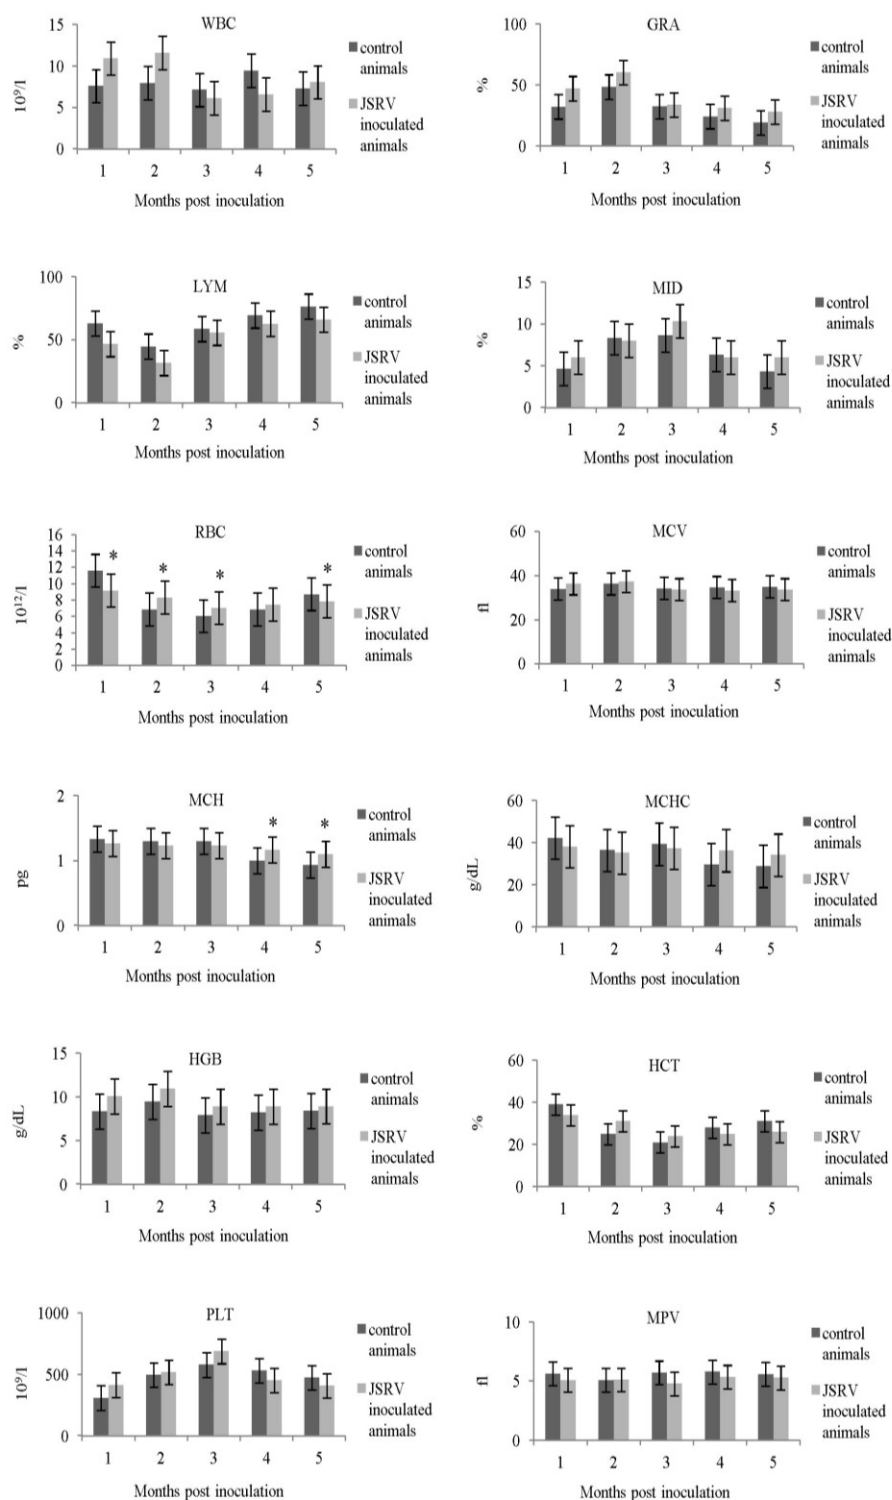 WBC
15
10
5
0
10⁹/l
1 2 3 4 5
Months post inoculation
control
animals
JSRV
inoculated
animals
GRA
100
50
0
%
1 2 3 4 5
Months post inoculation
control
animals
JSRV
inoculated
animals
LYM
100
50
0
%
1 2 3 4 5
Months post inoculation
control
animals
JSRV
inoculated
animals
MID
15
10
5
0
%
1 2 3 4 5
Months post inoculation
control
animals
JSRV
inoculated
animals
RBC
16
14
12
10
8
6
4
2
0
10¹²/l
* * * *
1 2 3 4 5
Months post inoculation
control
animals
JSRV
inoculated
animals
MCV
60
40
20
0
fl
1 2 3 4 5
Months post inoculation
control
animals
JSRV
inoculated
animals
MCH
2
1
0
pg
* *
1 2 3 4 5
Months post inoculation
control
animals
JSRV
inoculated
animals
MCHC
60
40
20
0
g/dL
1 2 3 4 5
Months post inoculation
control
animals
JSRV
inoculated
animals
HGB
15
10
5
0
g/dL
1 2 3 4 5
Months post inoculation
control
animals
JSRV
inoculated
animals
HCT
60
40
20
0
%
1 2 3 4 5
Months post inoculation
control
animals
JSRV
inoculated
animals
PLT
1000
500
0
10⁹/l
1 2 3 4 5
Months post inoculation
control
animals
JSRV
inoculated
animals
MPV
10
5
0
fl
1 2 3 4 5
Months post inoculation
control
animals
JSRV
inoculated
animals